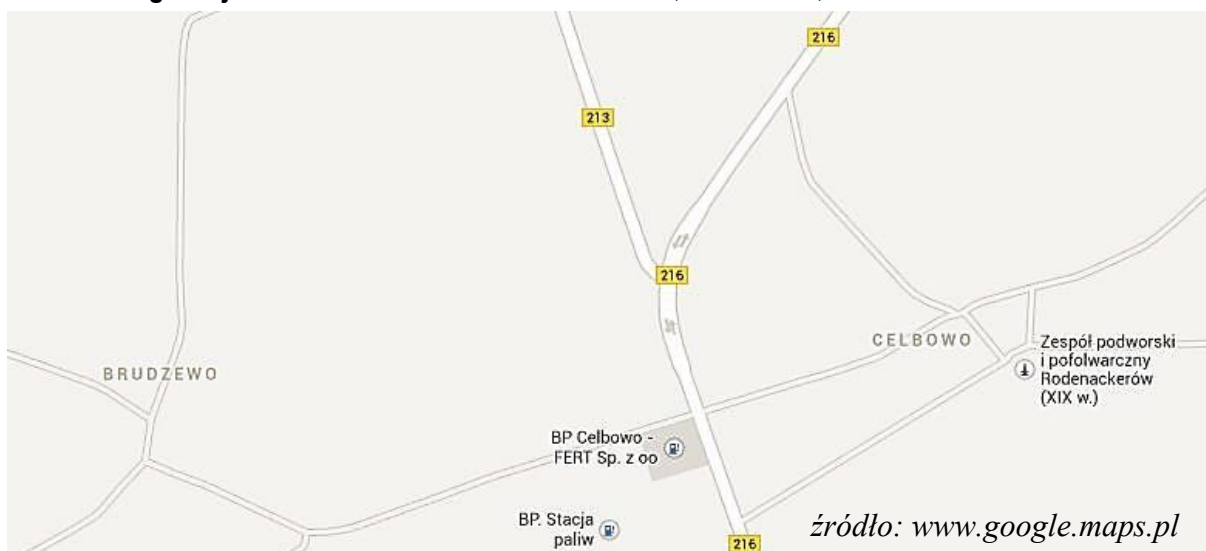 216
213
216
CELBOWO
Zespół podworski
i pofolwarczny
Rodenackerów
(XIX w.)
BRUDZEWO
BP Celbowo -
FERT Sp. z oo
BP. Stacja
paliw
216
źródło: www.google.maps.pl